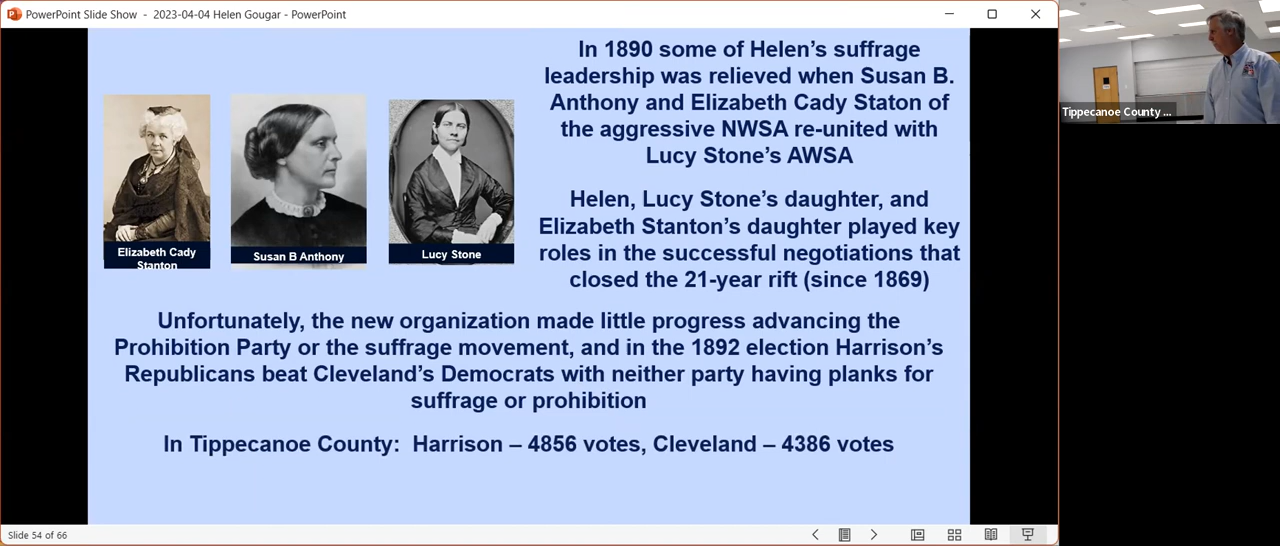 PowerPoint Slide Show - 2023-04-04 Helen Gougar - PowerPoint
In 1890 some of Helen's suffrage
leadership was relieved when Susan B.
Anthony and Elizabeth Cady Staton of
the aggressive NWSA re-united with
Lucy Stone's AWSA
Helen, Lucy Stone's daughter, and
Elizabeth Stanton's daughter played key
roles in the successful negotiations that
closed the 21-year rift (since 1869)
Elizabeth Cady
Stanton
Susan B Anthony
Lucy Stone
Unfortunately, the new organization made little progress advancing the
Prohibition Party or the suffrage movement, and in the 1892 election Harrison's
Republicans beat Cleveland's Democrats with neither party having planks for
suffrage or prohibition
In Tippecanoe County: Harrison – 4856 votes, Cleveland – 4386 votes
Slide 54 of 66
Tippecanoe County ...